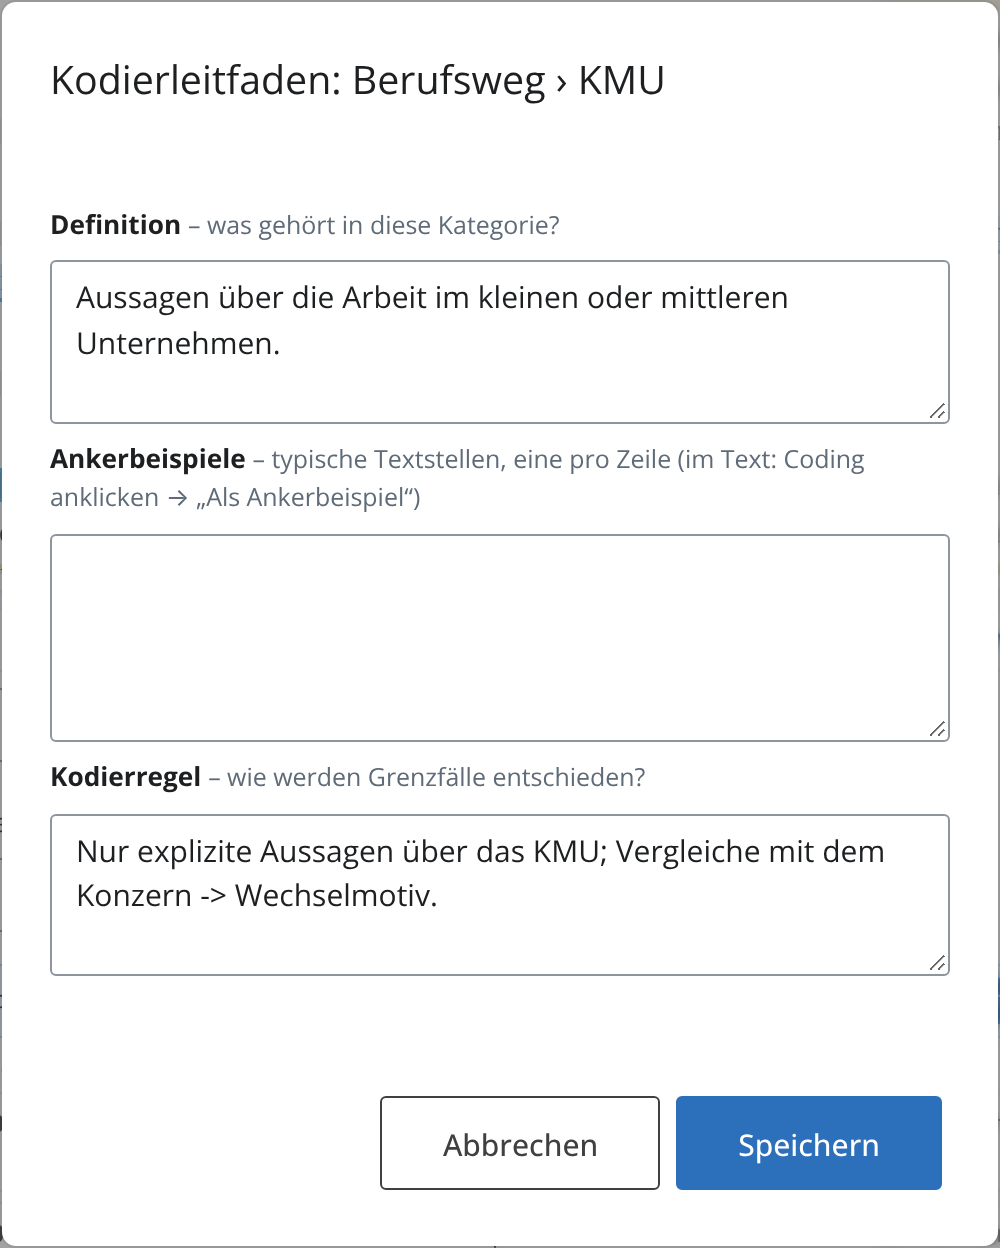 Kodierleitfaden: Berufsweg › KMU
Definition – was gehört in diese Kategorie?
Aussagen über die Arbeit im kleinen oder mittleren
Unternehmen.
Ankerbeispiele – typische Textstellen, eine pro Zeile (im Text: Coding
anklicken → „Als Ankerbeispiel“)
Kodierregel – wie werden Grenzfälle entschieden?
Nur explizite Aussagen über das KMU; Vergleiche mit dem
Konzern -> Wechselmotiv.
Abbrechen
Speichern